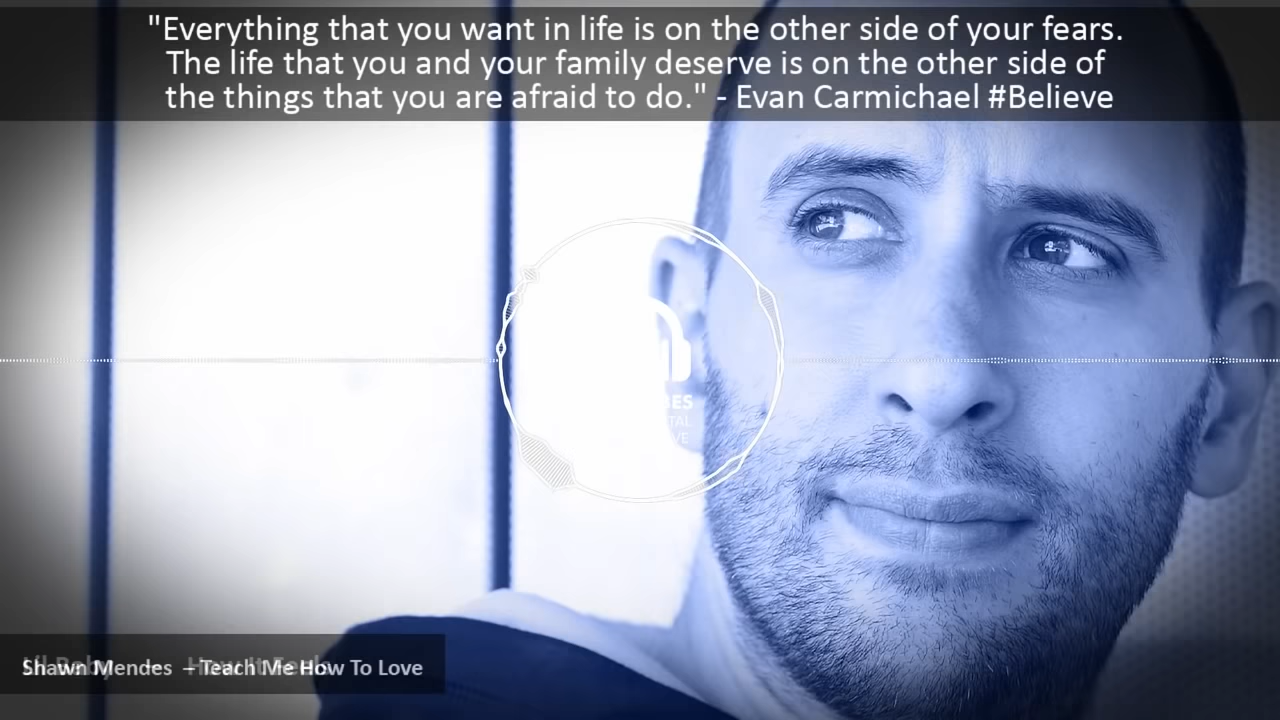 "Everything that you want in life is on the other side of your fears.
The life that you and your family deserve is on the other side of
the things that you are afraid to do." - Evan Carmichael #Believe
Shawn Mendes – Teach Me How To Love